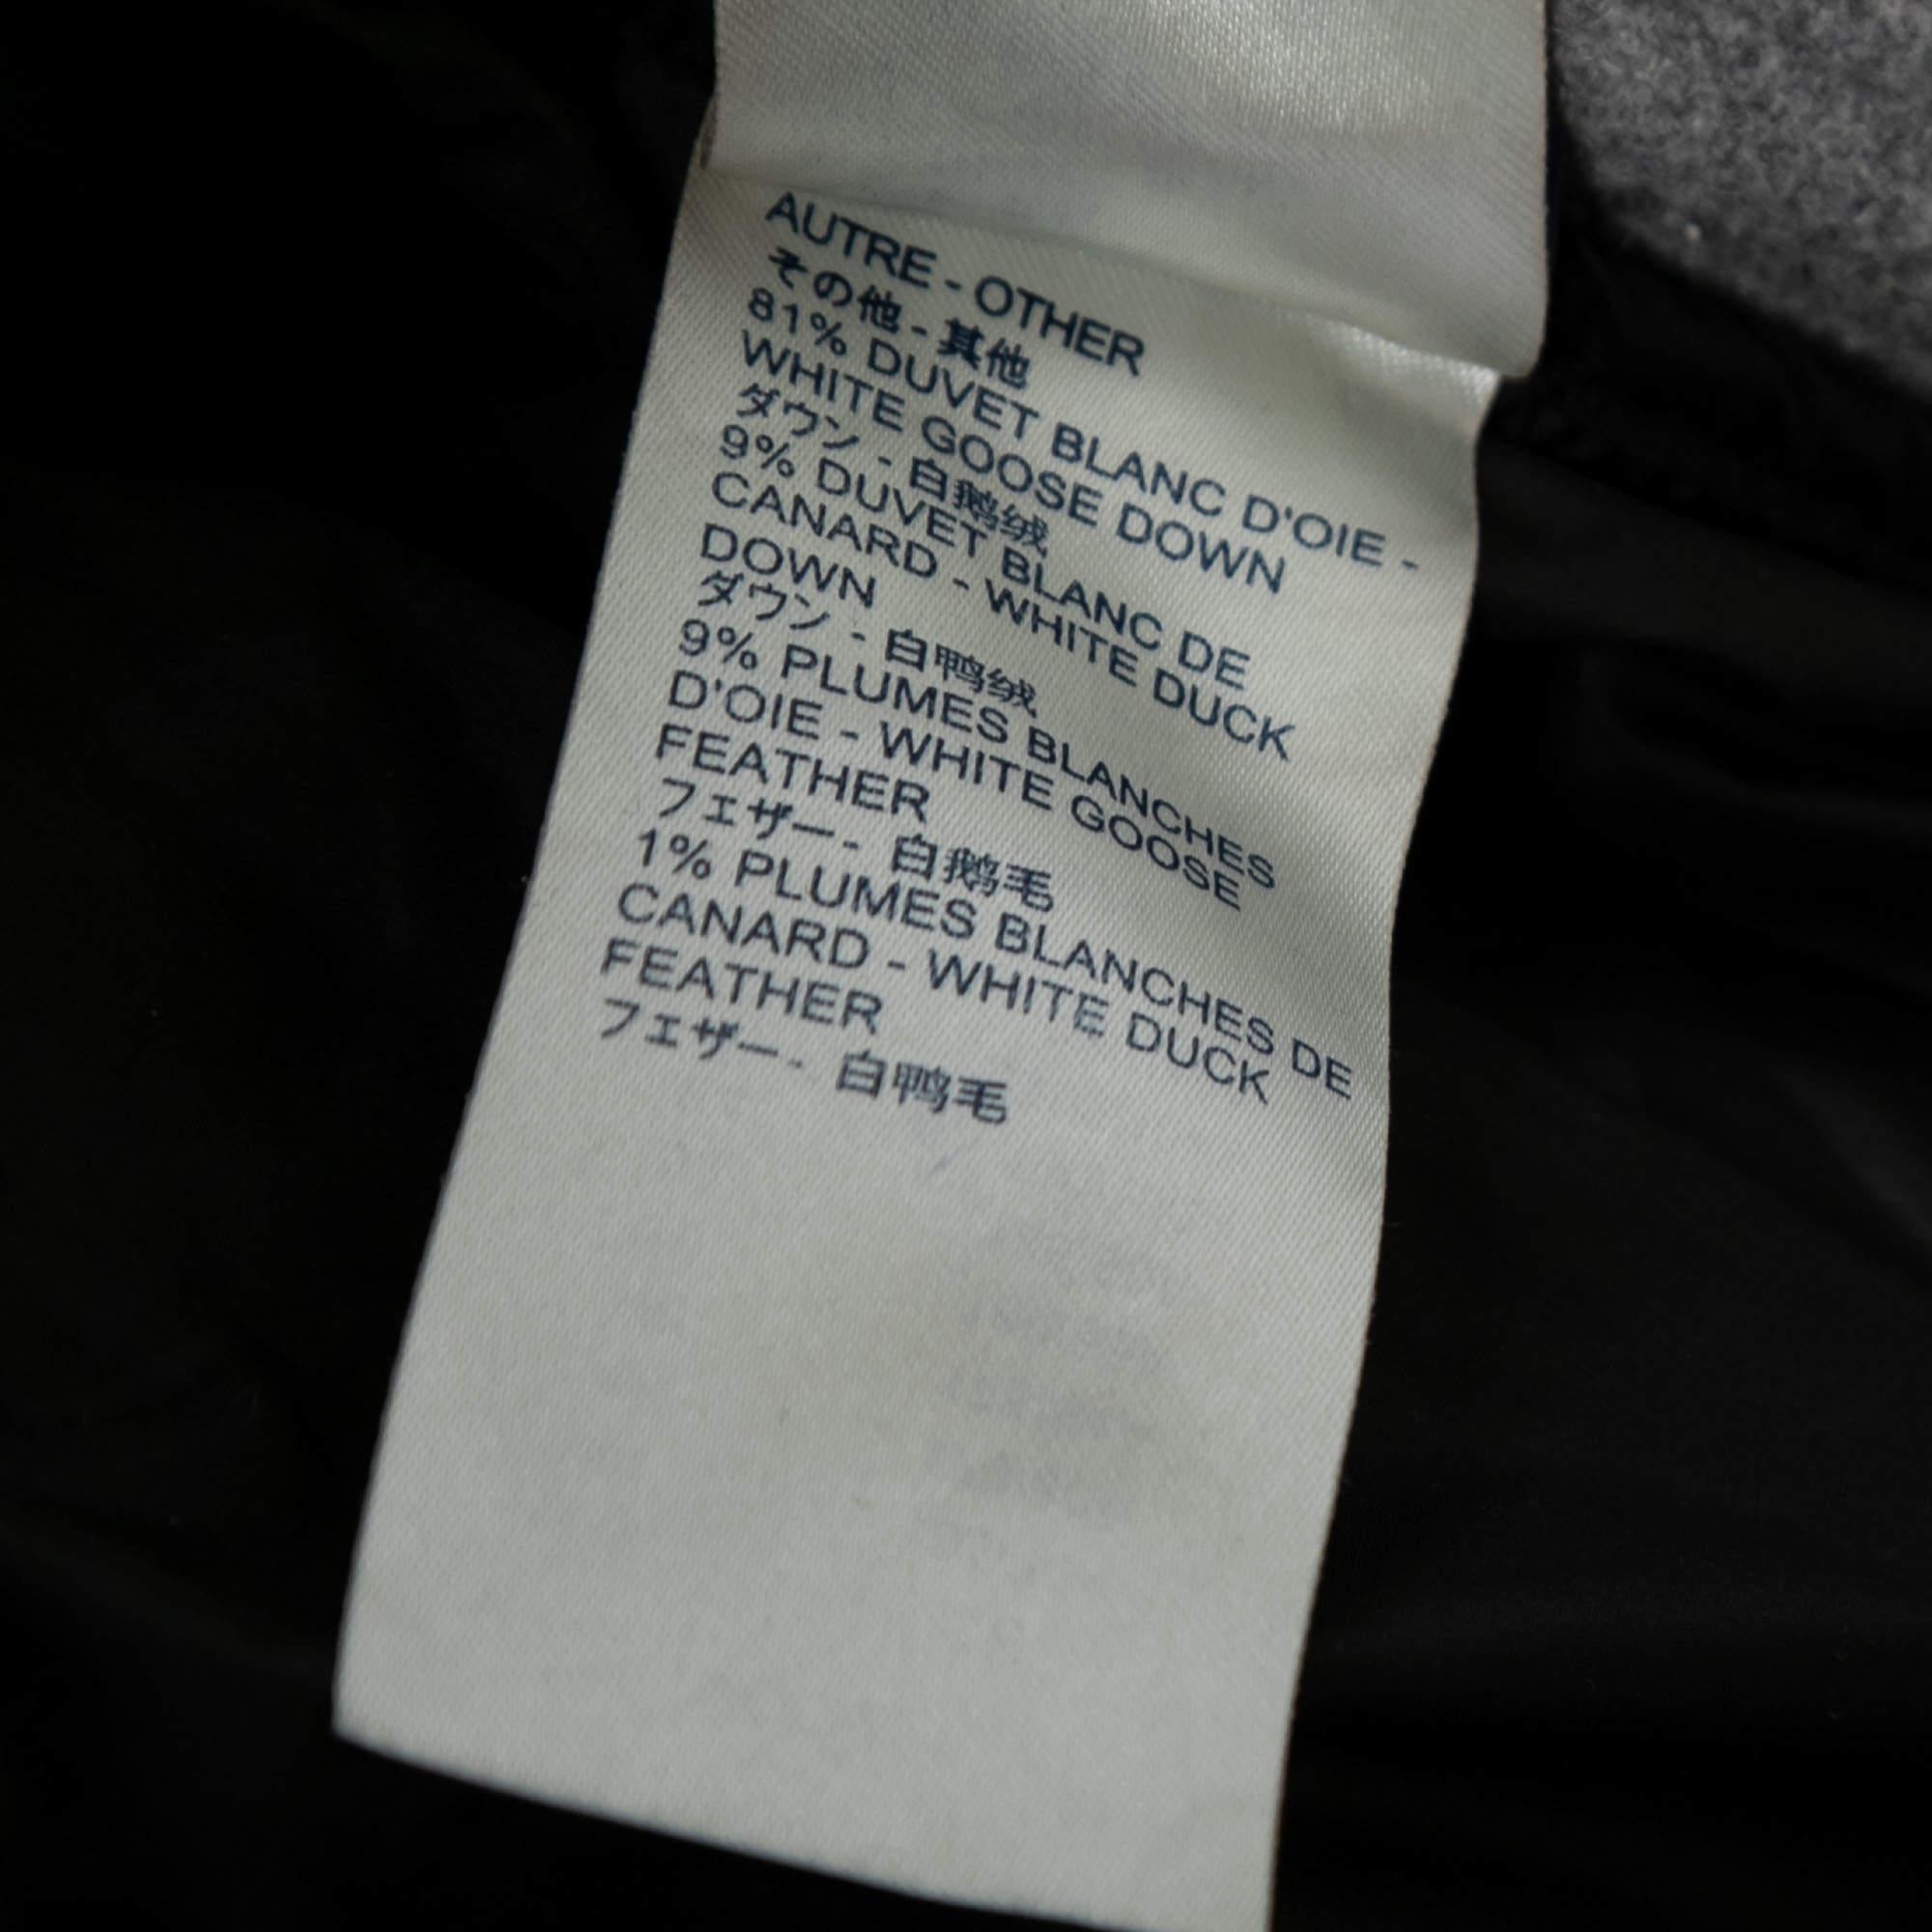 AUTRE - OTHER
その他 - 其他
81% DUVET BLANC D'OIE -
WHITE GOOSE DOWN
ダウン - 白鹅绒
9% DUVET BLANC DE
CANARD - WHITE DUCK
DOWN
ダウン - 白鸭绒
9% PLUMES BLANCHES
D'OIE - WHITE GOOSE
FEATHER
フェザー - 白鹅毛
1% PLUMES BLANCHES DE
CANARD - WHITE DUCK
FEATHER
フェザー - 白鸭毛